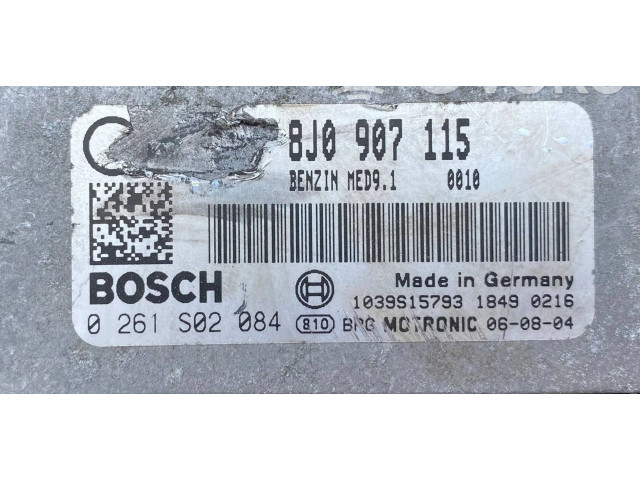 8J0 907 115
BENZIN MED9.1 0010
BOSCH
Made in Germany
1039S15793 1849 0216
0 261 S02 084 810 MOTRONIC 06-08-04